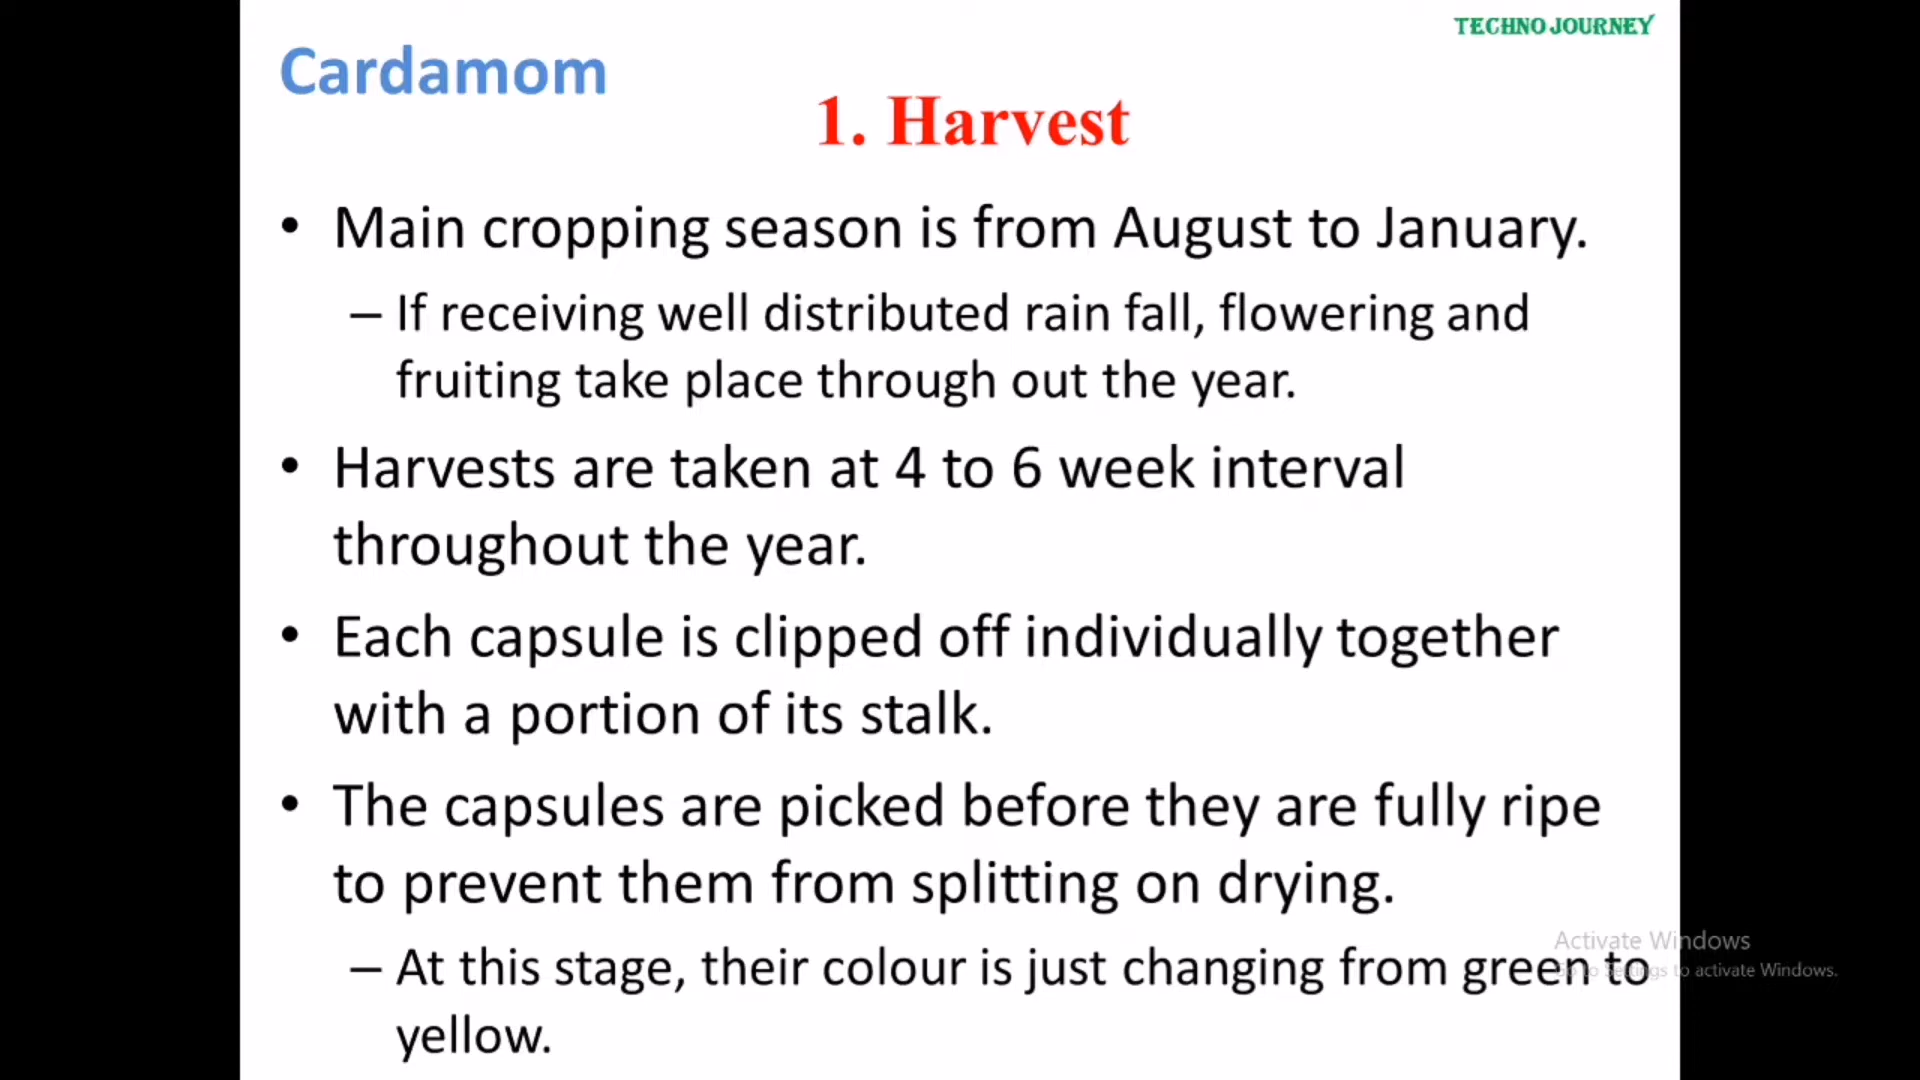 TECHNO JOURNEY
Cardamom
1. Harvest
• Main cropping season is from August to January.
– If receiving well distributed rain fall, flowering and
fruiting take place through out the year.
• Harvests are taken at 4 to 6 week interval
throughout the year.
• Each capsule is clipped off individually together
with a portion of its stalk.
• The capsules are picked before they are fully ripe
to prevent them from splitting on drying.
– At this stage, their colour is just changing from green to
yellow.
Activate Windows
Go to Settings to activate Windows.